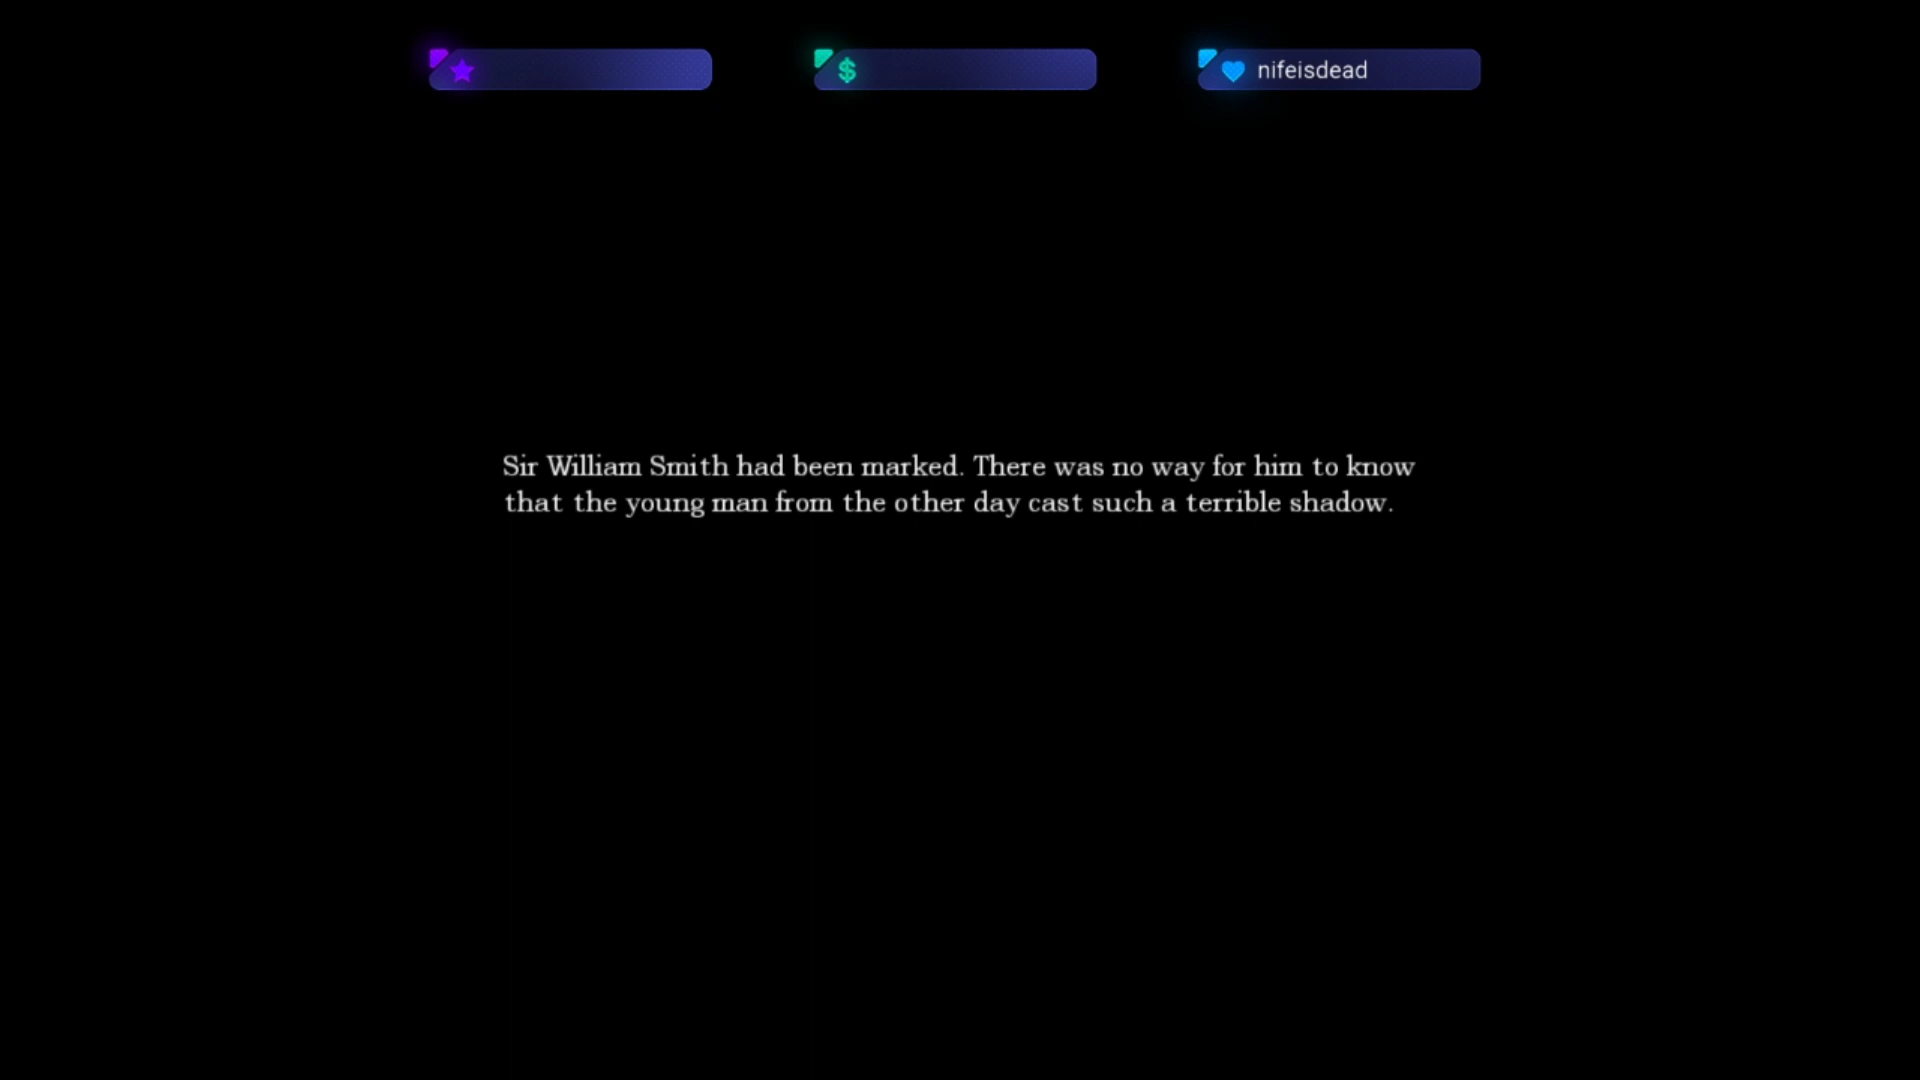 $ nifeisdead
Sir William Smith had been marked. There was no way for him to know
that the young man from the other day cast such a terrible shadow.